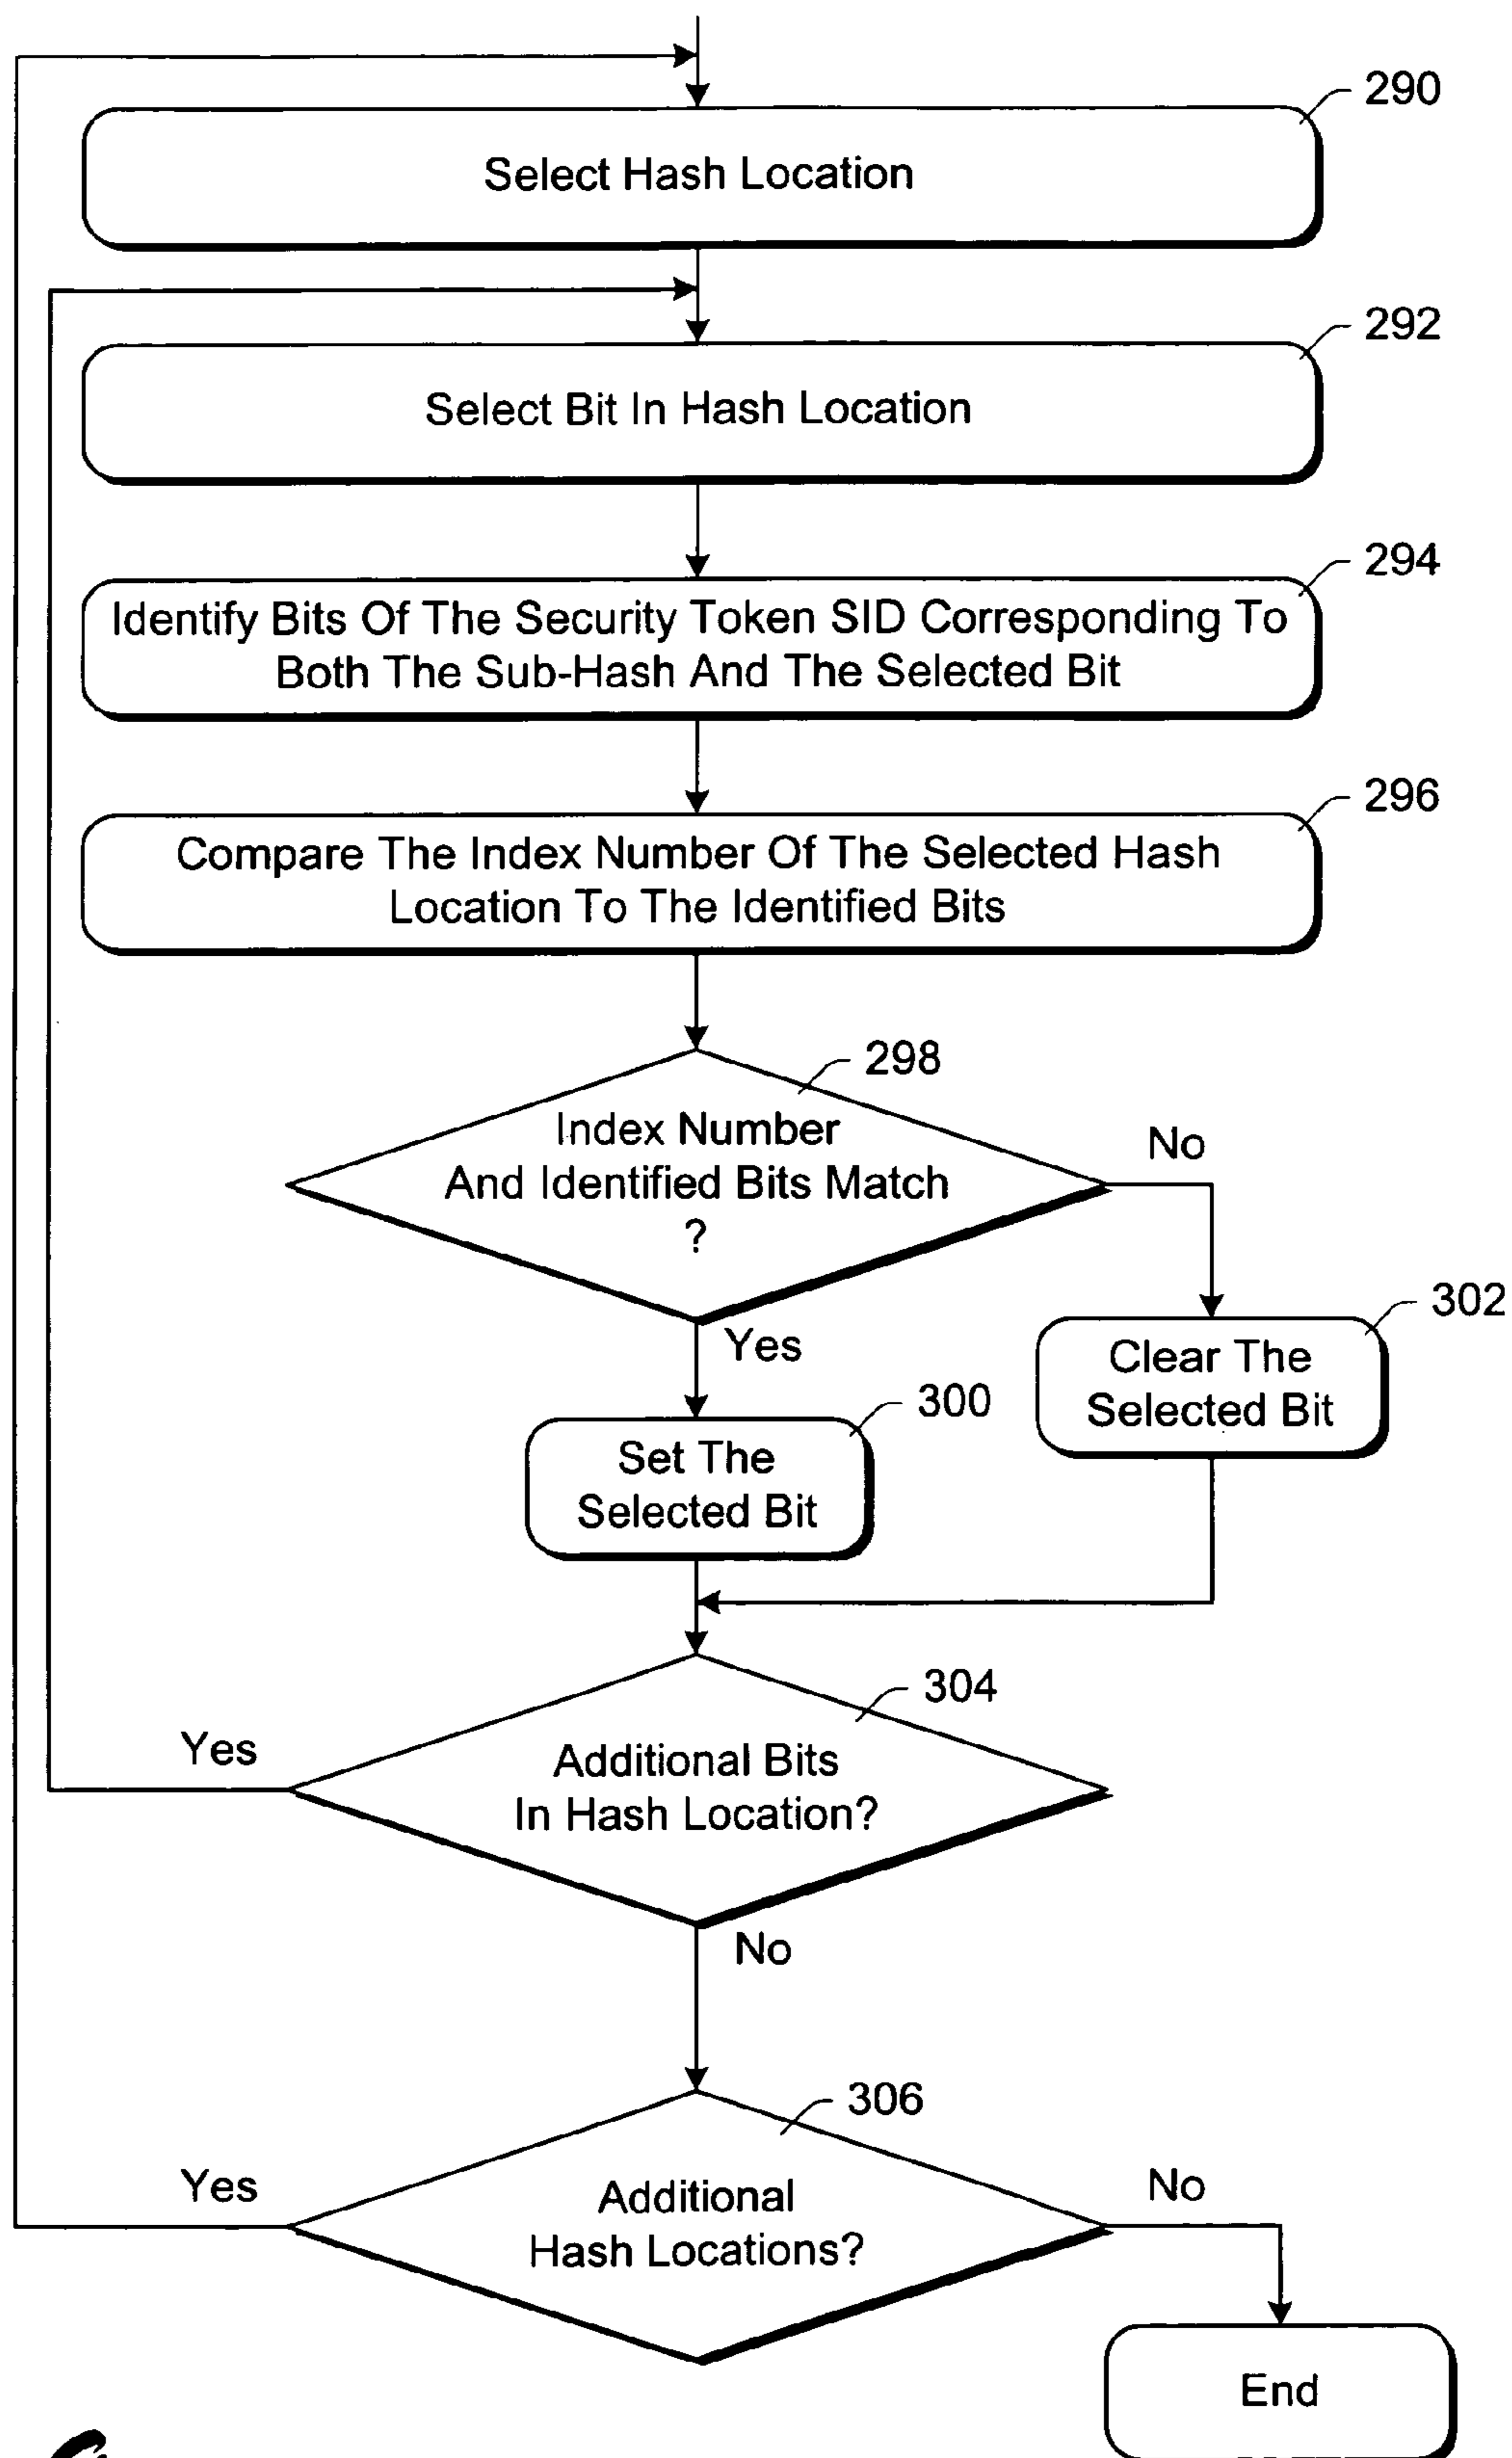 290
Select Hash Location
292
Select Bit In Hash Location
294
Identify Bits Of The Security Token SID Corresponding To
Both The Sub-Hash And The Selected Bit
296
Compare The Index Number Of The Selected Hash
Location To The Identified Bits
298
Index Number
And Identified Bits Match
?
No
Yes
302
Clear The
Selected Bit
300
Set The
Selected Bit
304
Yes
Additional Bits
In Hash Location?
No
306
Yes
Additional
Hash Locations?
No
End